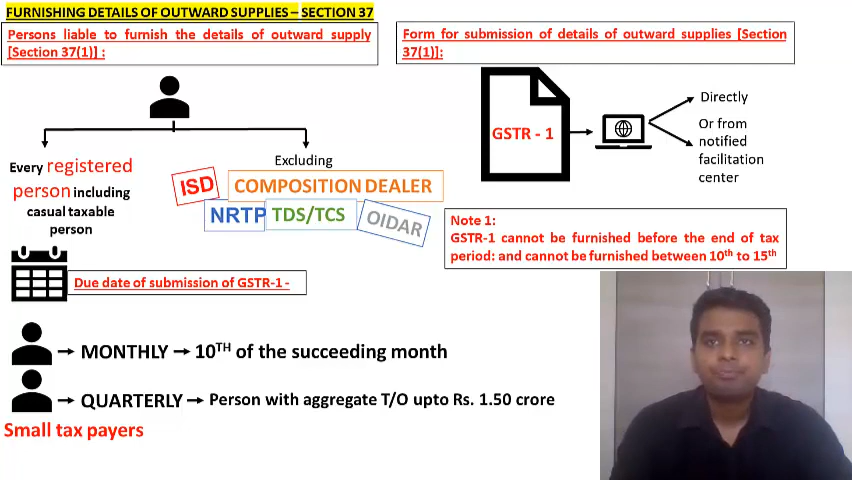 FURNISHING DETAILS OF OUTWARD SUPPLIES – SECTION 37
Persons liable to furnish the details of outward supply
[Section 37(1)] :
Every registered
person including
casual taxable
person
Excluding
ISD
COMPOSITION DEALER
NRTP
TDS/TCS
OIDAR
Form for submission of details of outward supplies [Section
37(1)]:
GSTR - 1
Directly
Or from
notified
facilitation
center
Note 1:
GSTR-1 cannot be furnished before the end of tax
period: and cannot be furnished between 10th to 15th
Due date of submission of GSTR-1 -
MONTHLY
10TH of the succeeding month
QUARTERLY
Person with aggregate T/O upto Rs. 1.50 crore
Small tax payers